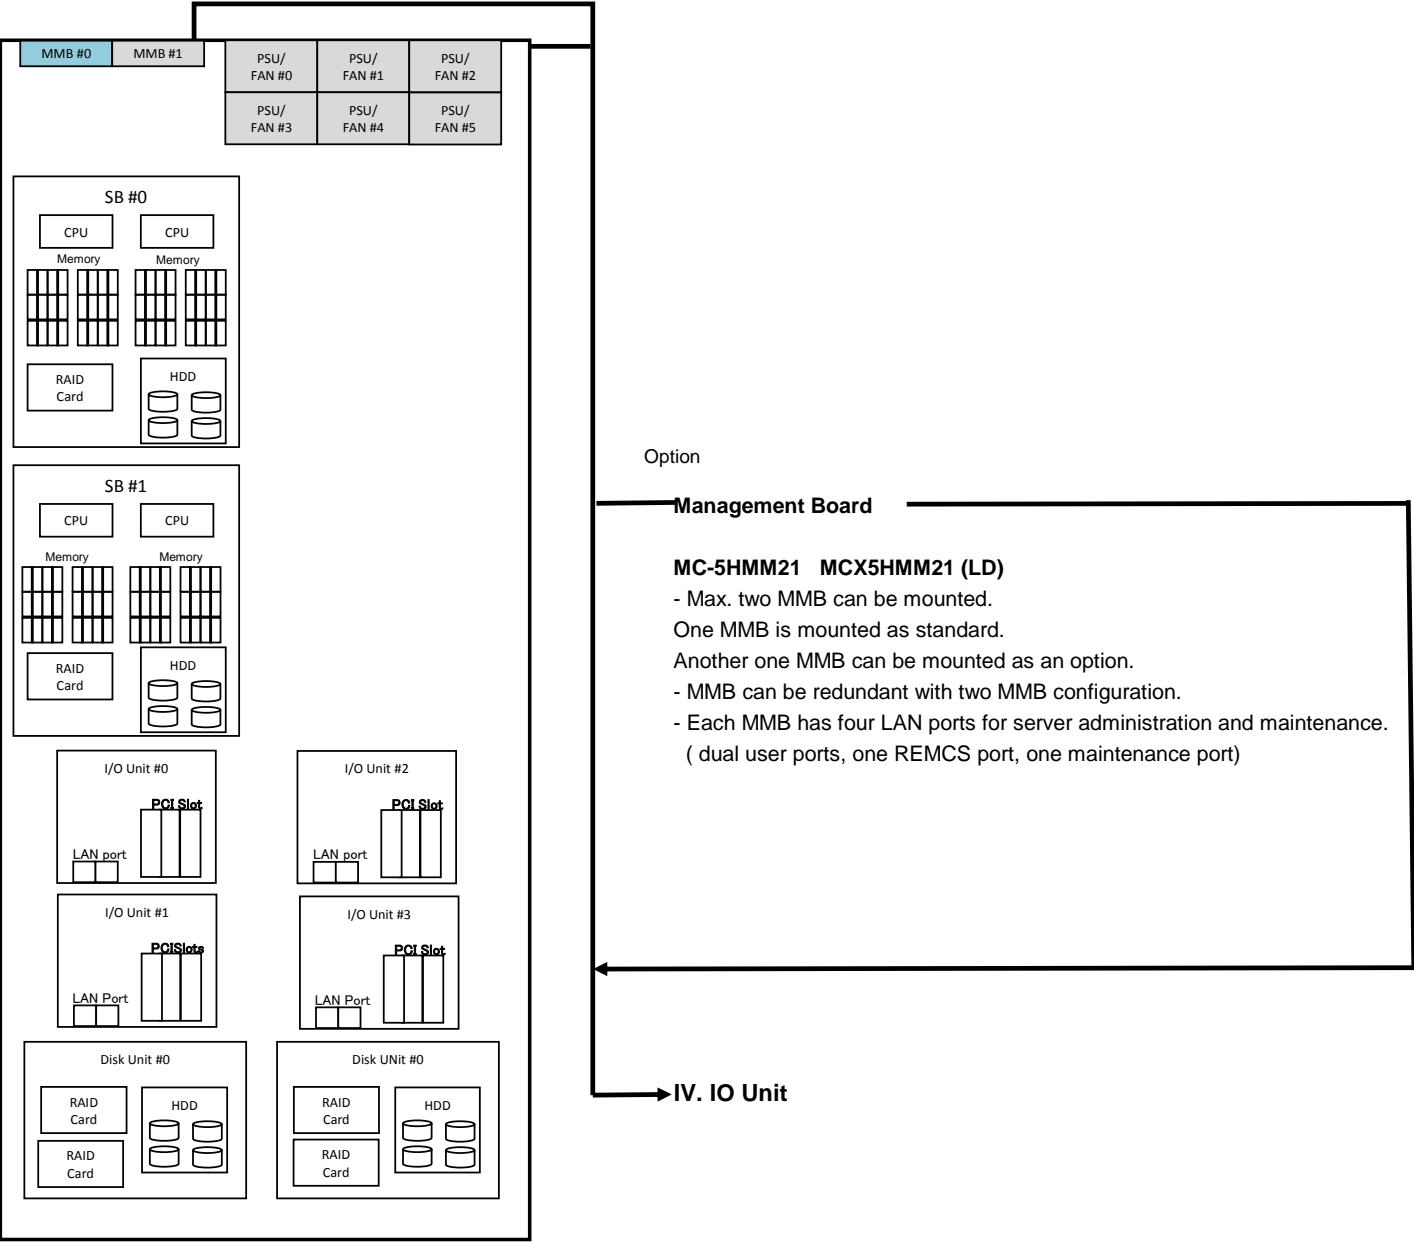 MMB #0
MMB #1
PSU/
FAN #0
PSU/
FAN #1
PSU/
FAN #2
PSU/
FAN #3
PSU/
FAN #4
PSU/
FAN #5
SB #0
CPU
CPU
Memory
Memory
RAID
Card
HDD
SB #1
CPU
CPU
Memory
Memory
RAID
Card
HDD
I/O Unit #0
PCI Slot
LAN port
I/O Unit #2
PCI Slot
LAN port
I/O Unit #1
PCISlots
LAN Port
I/O Unit #3
PCI Slot
LAN Port
Disk Unit #0
RAID
Card
RAID
Card
HDD
Disk UNit #0
RAID
Card
RAID
Card
HDD
Option
Management Board
MC-5HMM21 MCX5HMM21 (LD)
- Max. two MMB can be mounted.
One MMB is mounted as standard.
Another one MMB can be mounted as an option.
- MMB can be redundant with two MMB configuration.
- Each MMB has four LAN ports for server administration and maintenance.
( dual user ports, one REMCS port, one maintenance port)
IV. IO Unit